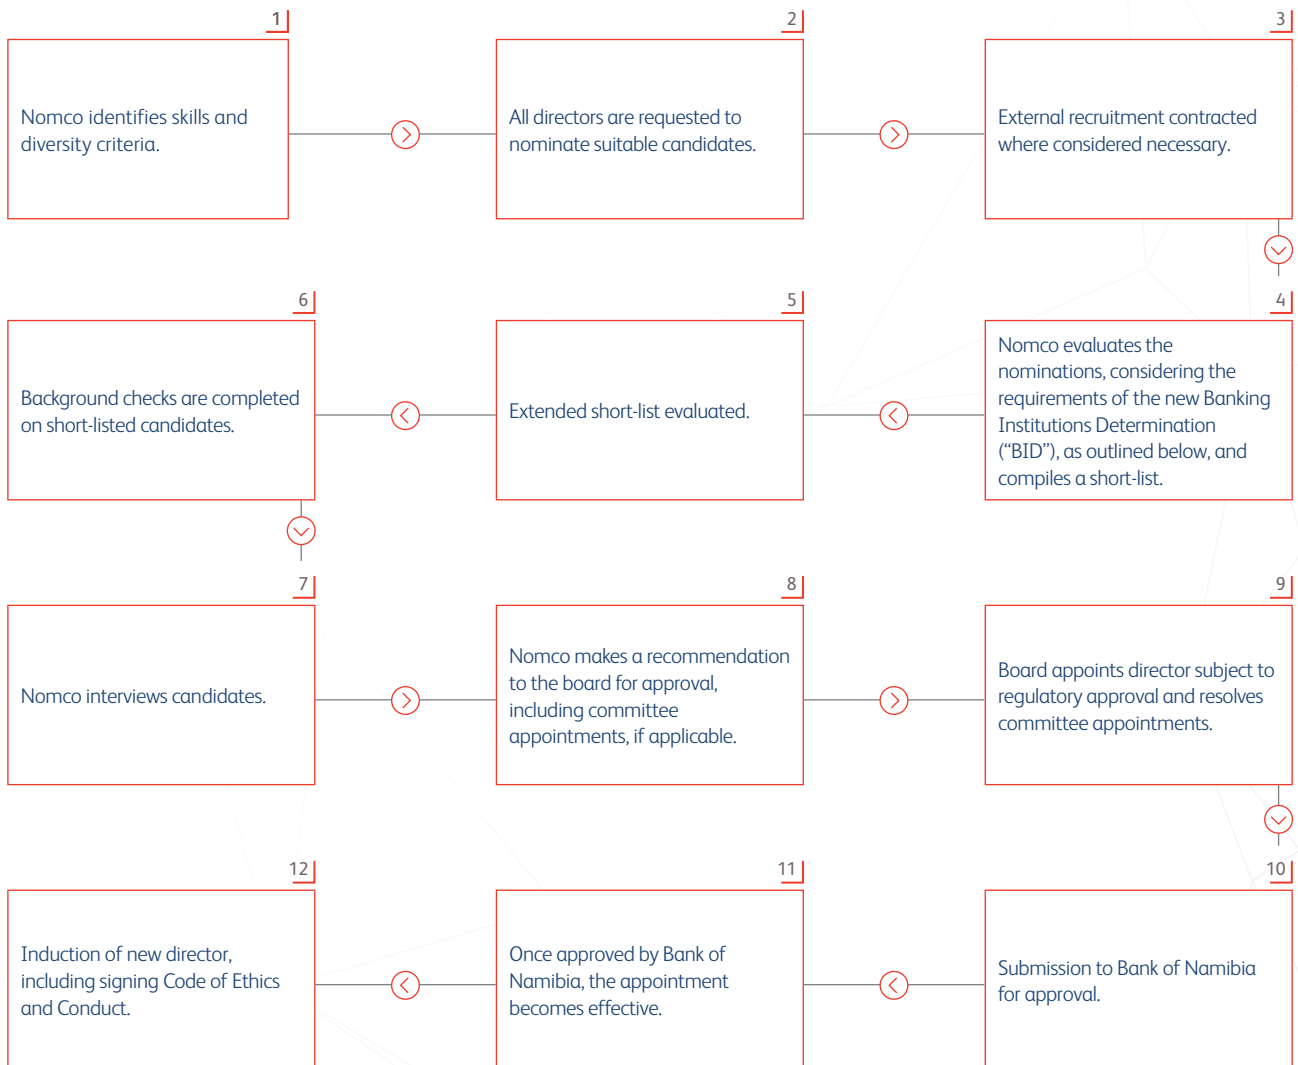 1
Nomco identifies skills and
diversity criteria.
2
All directors are requested to
nominate suitable candidates.
3
External recruitment contracted
where considered necessary.
4
Nomco evaluates the
nominations, considering the
requirements of the new Banking
Institutions Determination
(“BID”), as outlined below, and
compiles a short-list.
5
Extended short-list evaluated.
6
Background checks are completed
on short-listed candidates.
7
Nomco interviews candidates.
8
Nomco makes a recommendation
to the board for approval,
including committee
appointments, if applicable.
9
Board appoints director subject to
regulatory approval and resolves
committee appointments.
10
Submission to Bank of Namibia
for approval.
11
Once approved by Bank of
Namibia, the appointment
becomes effective.
12
Induction of new director,
including signing Code of Ethics
and Conduct.